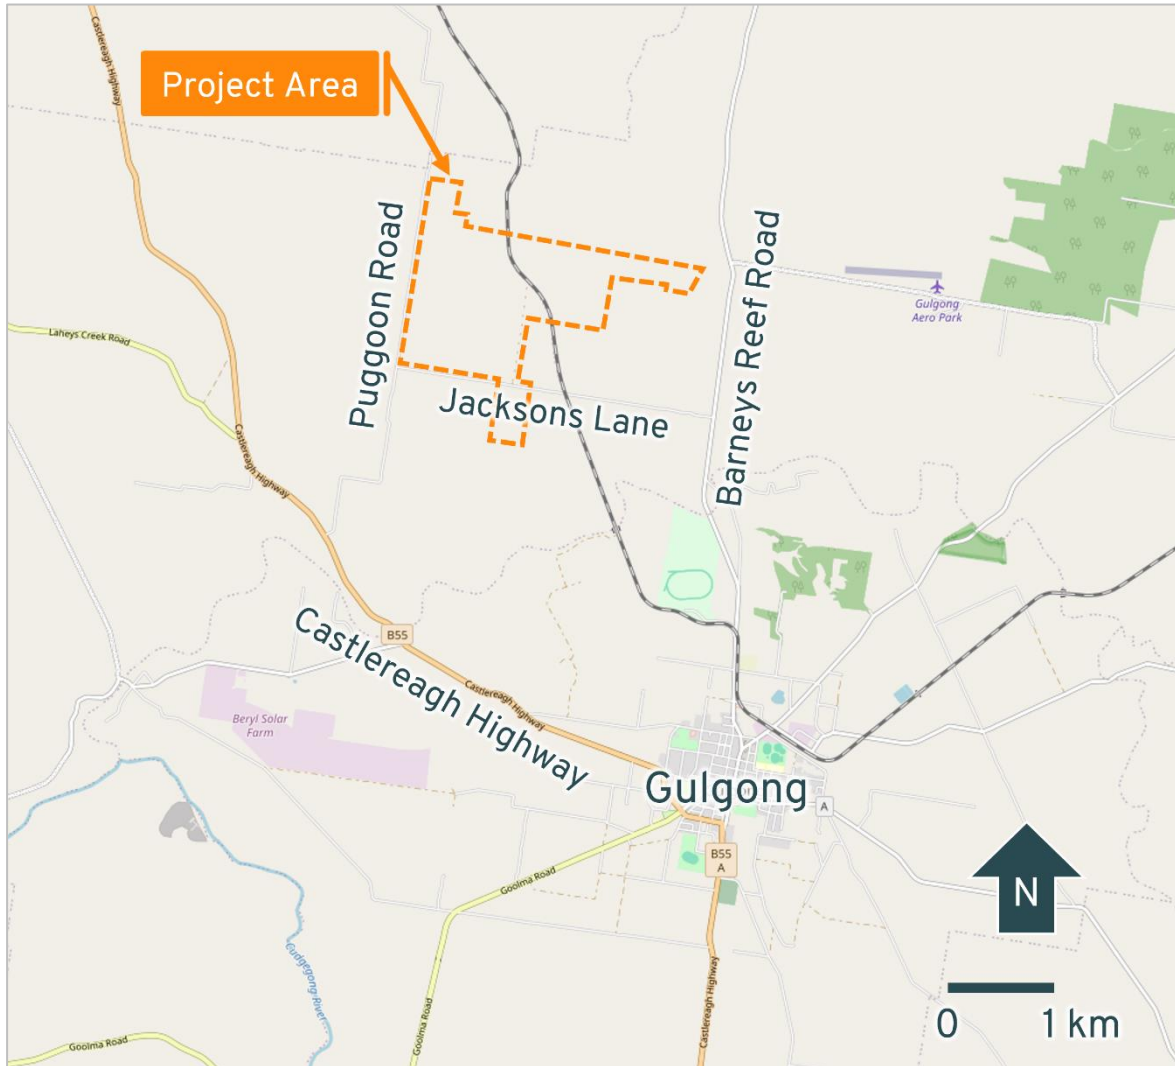 Castlereagh Highway
Project Area
Puggoon Road
Barneys Reef Road
Gulgong
Aero Park
Laheys Creek Road
Jacksons Lane
Castlereagh Highway
B55
Castlereagh Highway
Castlereagh Highway
Beryl Solar
Farm
Gulgong
A
B55
A
Goolma Road
N
Cudgegong River
Castlereagh Highway
Goolma Road
Goolma Road
0 1 km